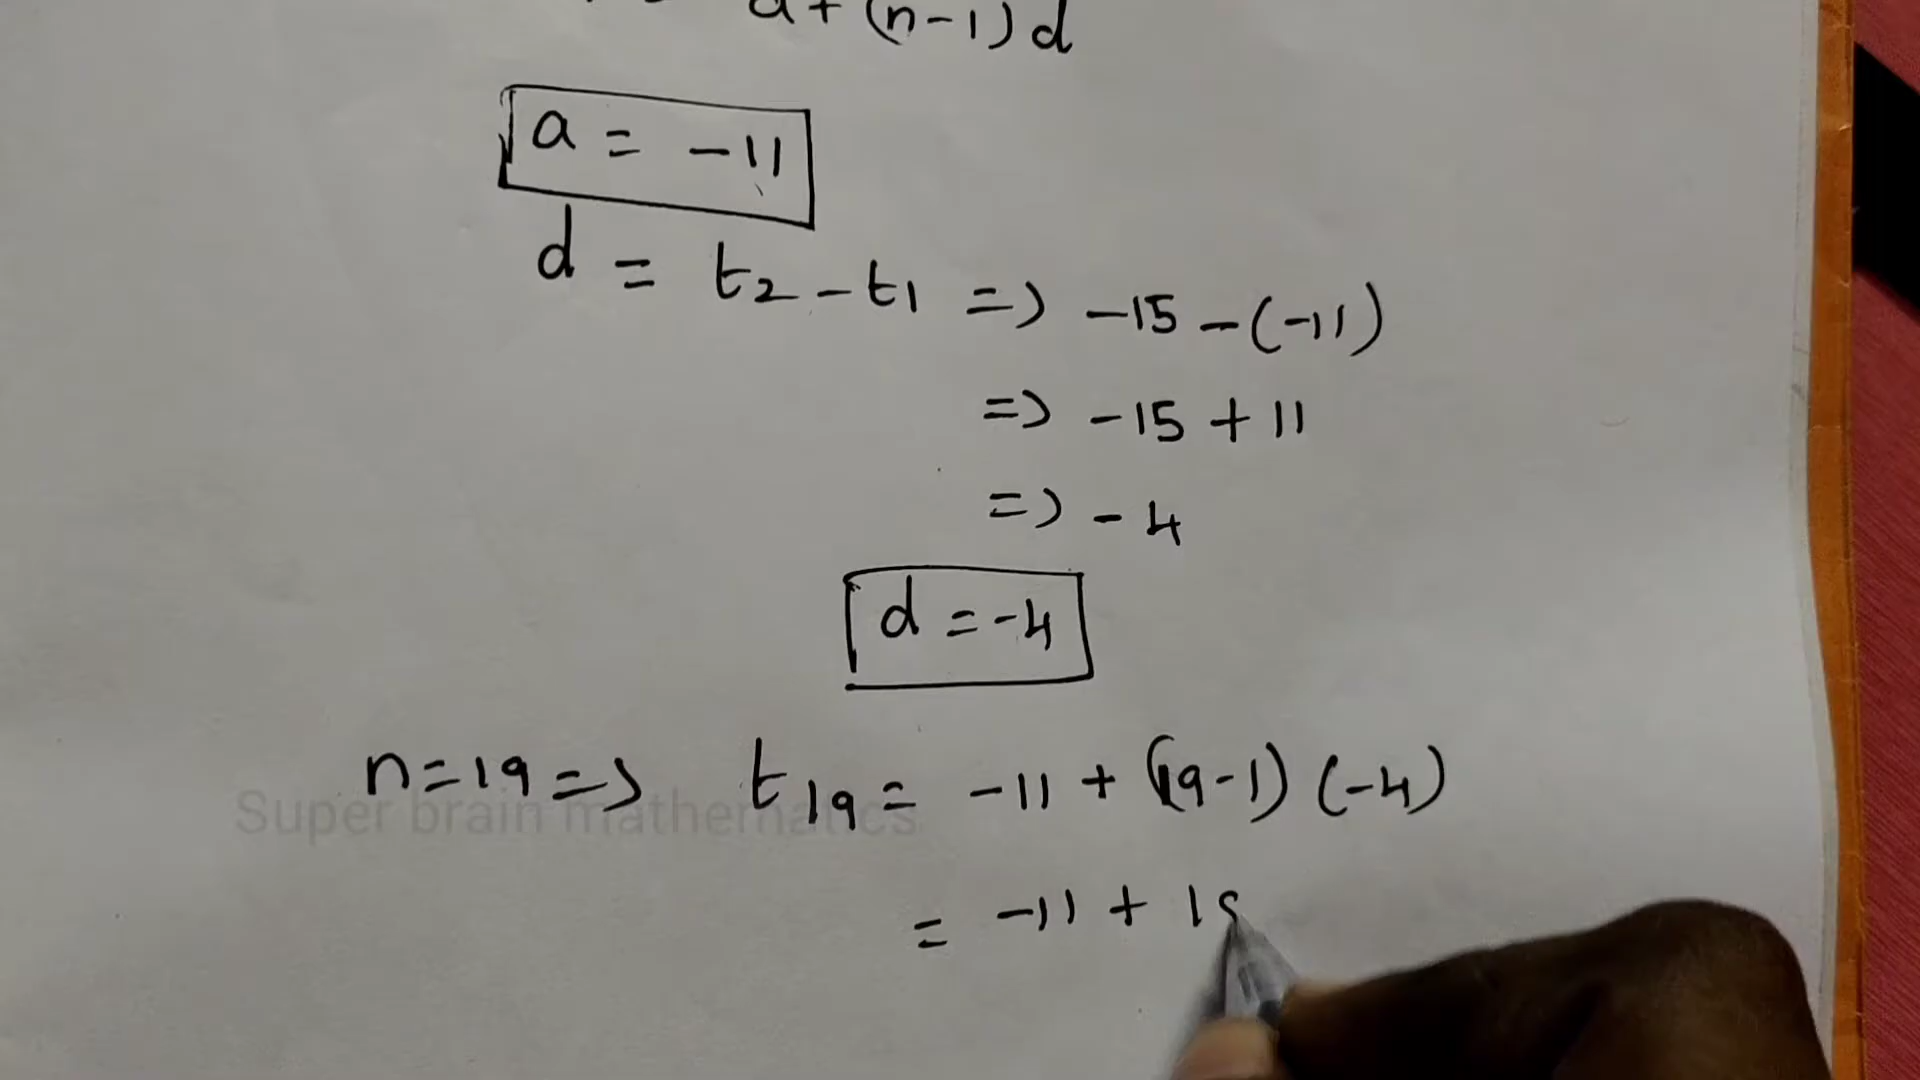 a + (n-1) d
a = -11
d = t2 - t1 => -15 - (-11)
=> -15 + 11
=> -4
d = -4
n=19 => t19 = -11 + (19-1) (-4)
Super brain mathematics
= -11 + 18